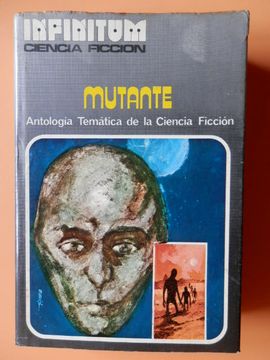 INFINITUM
CIENCIA FICCION
MUTANTE
Antología Temática de la Ciencia Ficción